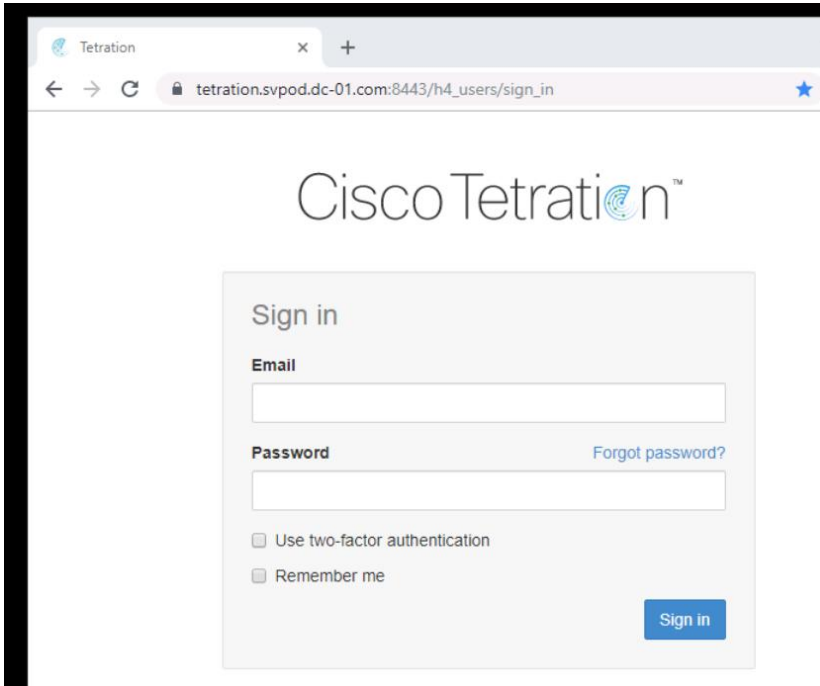 Tetration
tetration.svpod.dc-01.com:8443/h4_users/sign_in
Cisco Tetration™
Sign in
Email
Password Forgot password?
Use two-factor authentication
Remember me
Sign in